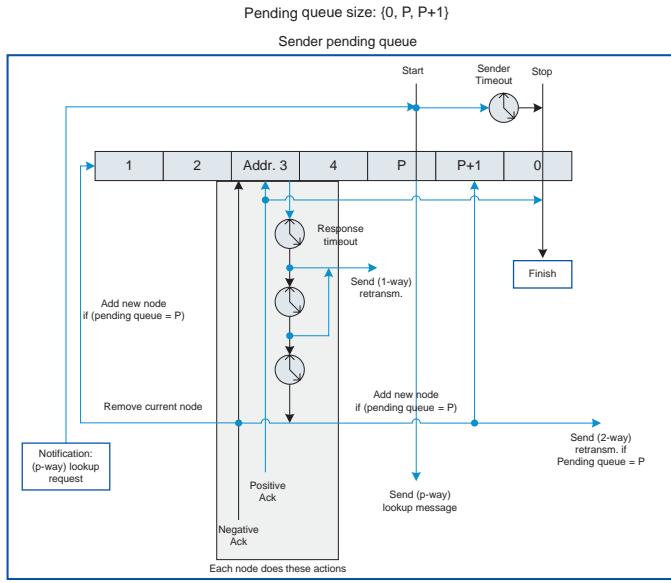 Pending queue size: {0, P, P+1}
Sender pending queue
Start
Sender
Timeout
Stop
1
2
Addr. 3
4
P
P+1
0
Response
timeout
Finish
Send (1-way)
retransm.
Add new node
if (pending queue = P)
Remove current node
Add new node
if (pending queue = P)
Notification:
(p-way) lookup
request
Send (2-way)
retransm. if
Pending queue = P
Positive
Ack
Send (p-way)
lookup message
Negative
Ack
Each node does these actions